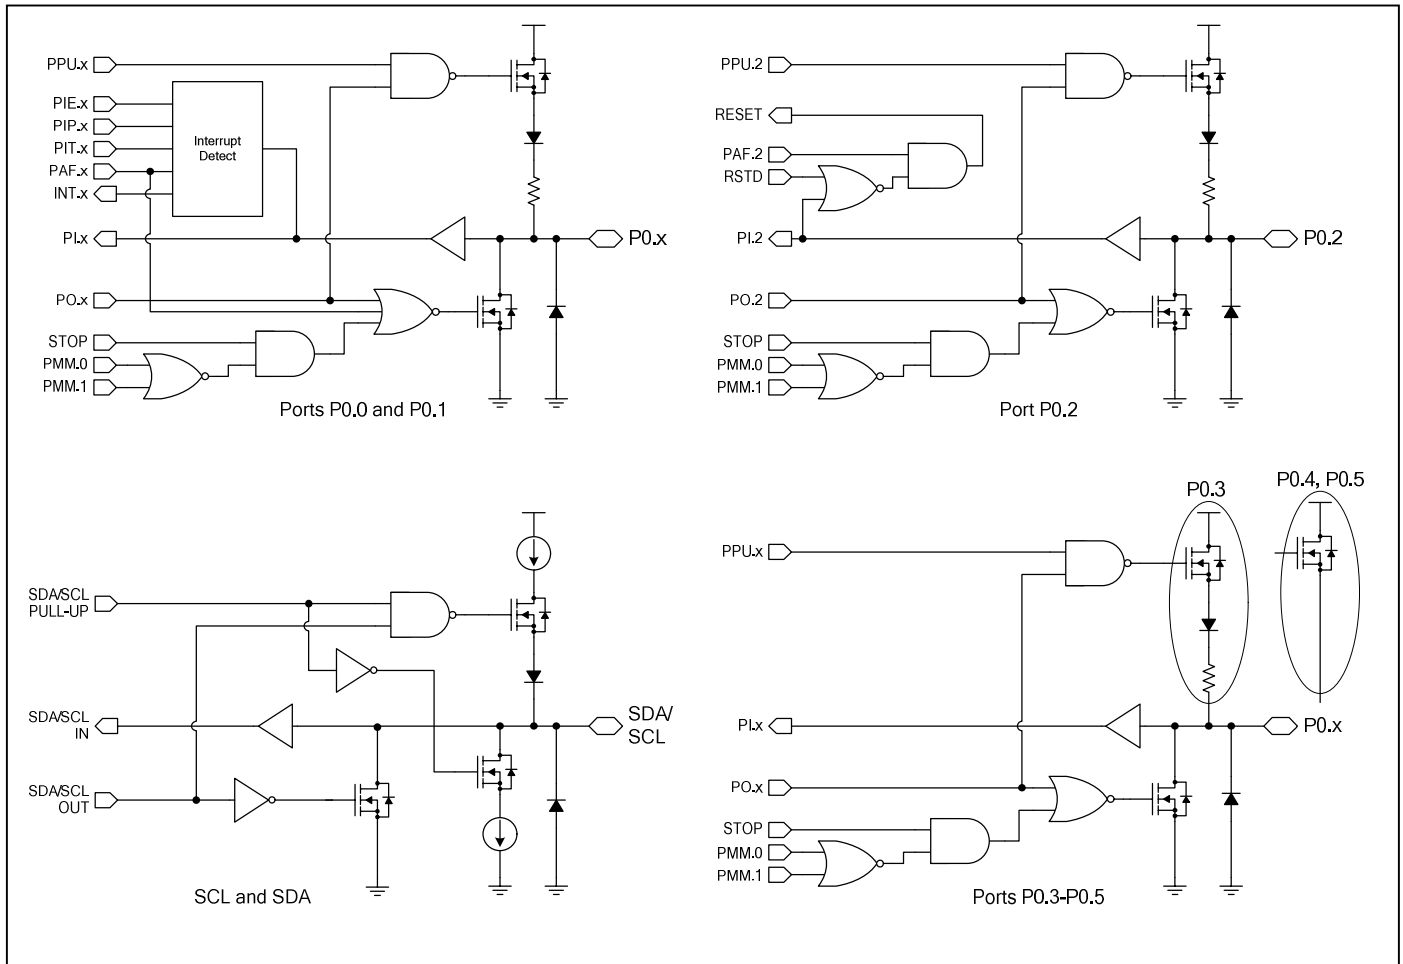 PPU.x
PIE.x
PIP.x
PIT.x
PAF.x
INT.x
Interrupt
Detect
PI.x
P0.x
PO.x
STOP
PMM.0
PMM.1
Ports P0.0 and P0.1
PPU.2
RESET
PAF.2
RSTD
PI.2
P0.2
PO.2
STOP
PMM.0
PMM.1
Port P0.2
SDA/SCL
PULL-UP
SDA/SCL
IN
SDA/
SCL
SDA/SCL
OUT
SCL and SDA
P0.3
P0.4, P0.5
PPU.x
PI.x
P0.x
PO.x
STOP
PMM.0
PMM.1
Ports P0.3-P0.5